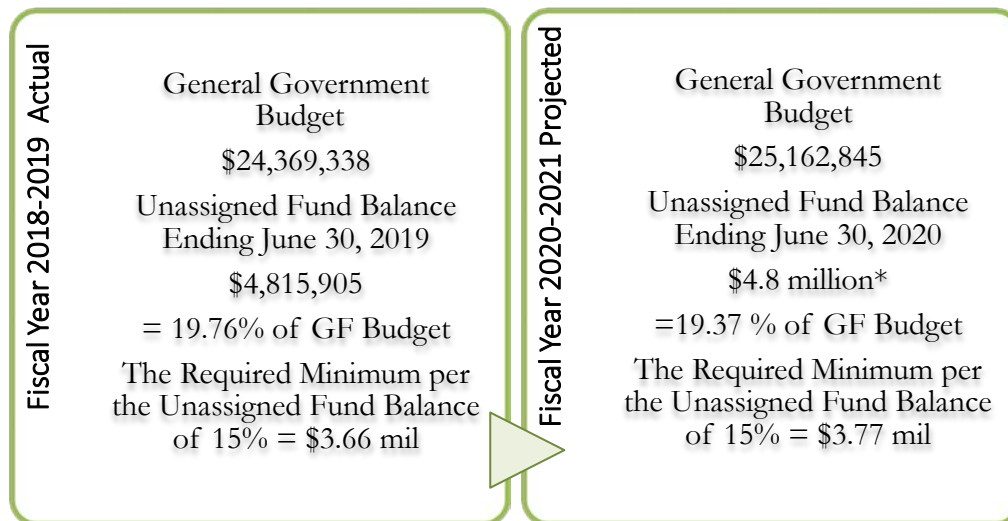 Fiscal Year 2018-2019 Actual
General Government
Budget
$24,369,338
Unassigned Fund Balance
Ending June 30, 2019
$4,815,905
= 19.76% of GF Budget
The Required Minimum per
the Unassigned Fund Balance
of 15% = $3.66 mil
Fiscal Year 2020-2021 Projected
General Government
Budget
$25,162,845
Unassigned Fund Balance
Ending June 30, 2020
$4.8 million*
=19.37 % of GF Budget
The Required Minimum per
the Unassigned Fund Balance
of 15% = $3.77 mil